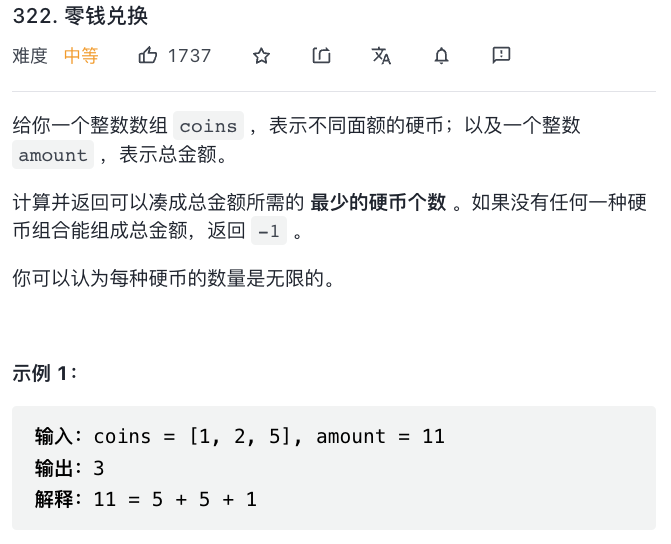 322. 零钱兑换
难度 中等 1737
给你一个整数数组 coins ，表示不同面额的硬币；以及一个整数
amount ，表示总金额。
计算并返回可以凑成总金额所需的 最少的硬币个数 。如果没有任何一种硬
币组合能组成总金额，返回 -1 。
你可以认为每种硬币的数量是无限的。
示例 1：
输入：coins = [1, 2, 5], amount = 11
输出：3
解释：11 = 5 + 5 + 1